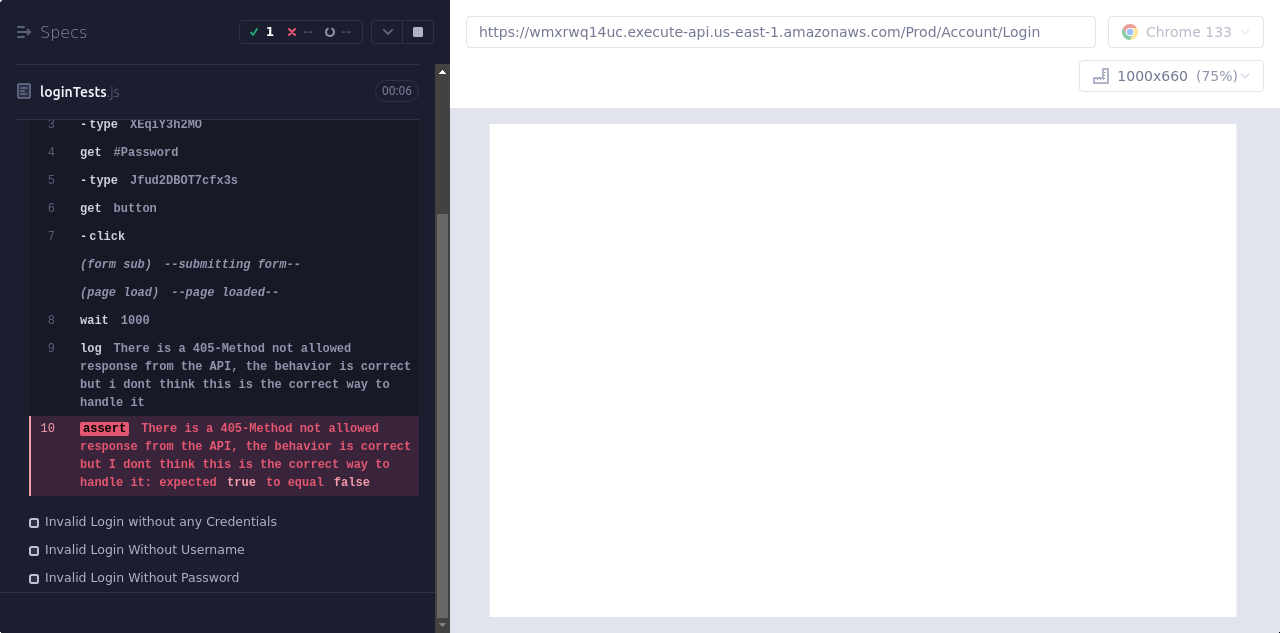 Specs
1
--
--
loginTests.js
00:06
3 -type XEqiY3h2MO
4 get #Password
5 -type Jfud2DBOT7cfx3s
6 get button
7 -click
(form sub) --submitting form--
(page load) --page loaded--
8 wait 1000
9 log There is a 405-Method not allowed
response from the API, the behavior is correct
but i dont think this is the correct way to
handle it
10 assert There is a 405-Method not allowed
response from the API, the behavior is correct
but I dont think this is the correct way to
handle it: expected true to equal false
Invalid Login without any Credentials
Invalid Login Without Username
Invalid Login Without Password
https://wmxrwq14uc.execute-api.us-east-1.amazonaws.com/Prod/Account/Login
Chrome 133
1000x660 (75%)